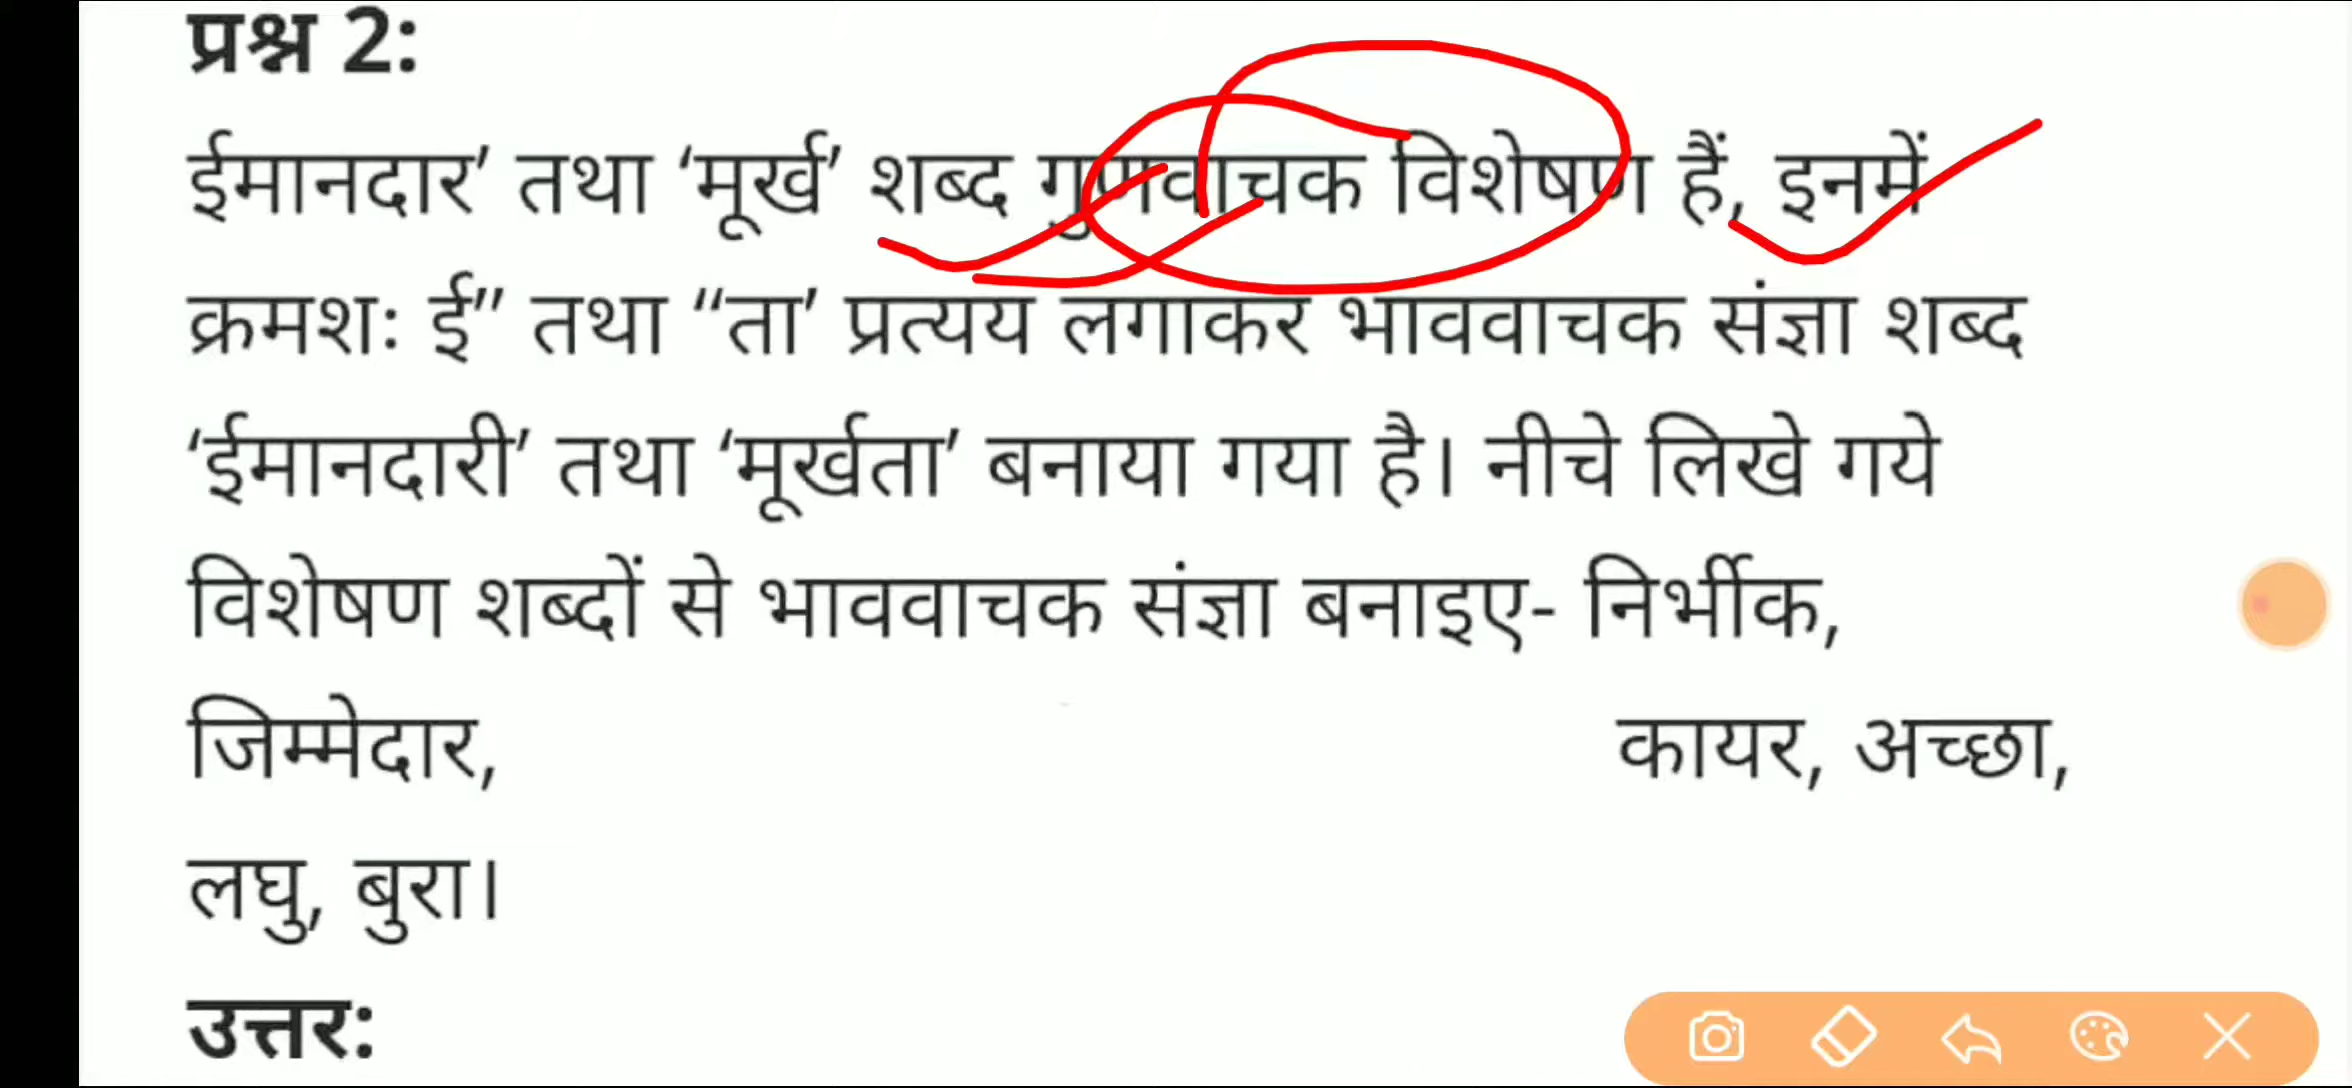 प्रश्न 2:
ईमानदार’ तथा ‘मूर्ख’ शब्द गुणवाचक विशेषण हैं, इनमें
क्रमशः ई” तथा “ता’ प्रत्यय लगाकर भाववाचक संज्ञा शब्द
‘ईमानदारी’ तथा ‘मूर्खता’ बनाया गया है। नीचे लिखे गये
विशेषण शब्दों से भाववाचक संज्ञा बनाइए- निर्भीक,
जिम्मेदार, कायर, अच्छा,
लघु, बुरा।
उत्तर: